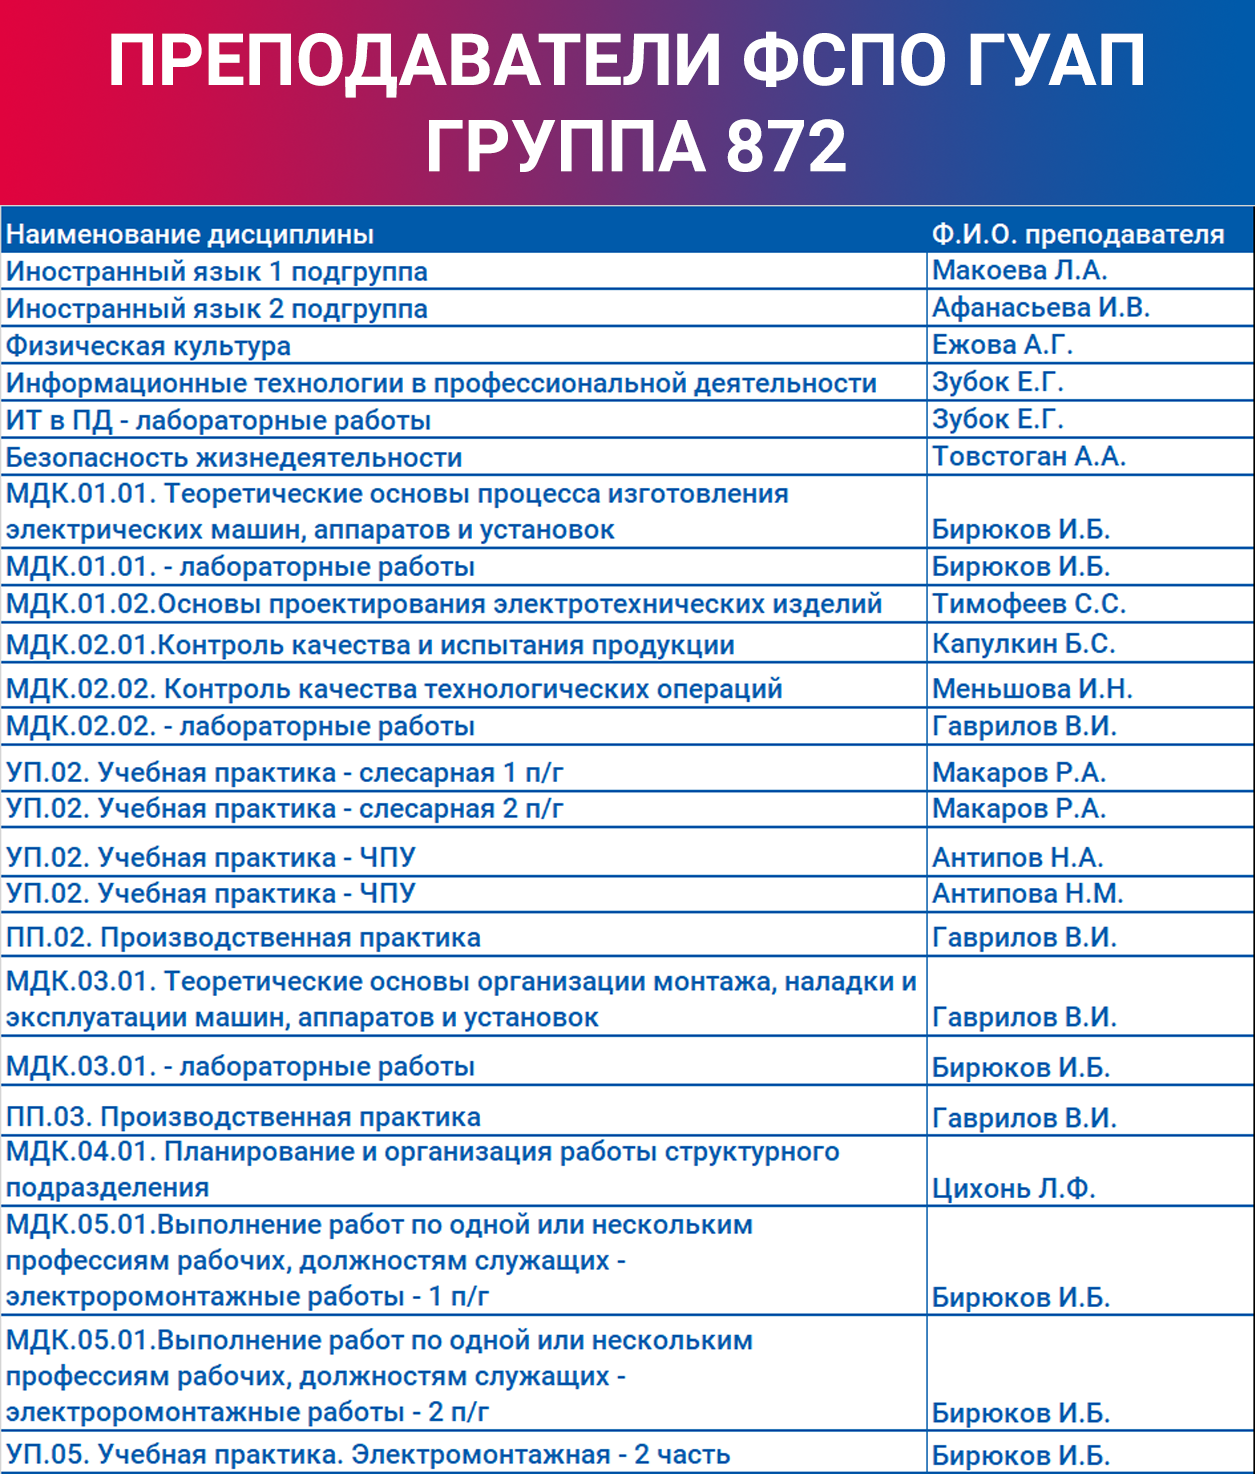 ПРЕПОДАВАТЕЛИ ФСПО ГУАП
ГРУППА 872
Наименование дисциплины Ф.И.О. преподавателя
Иностранный язык 1 подгруппа Макоева Л.А.
Иностранный язык 2 подгруппа Афанасьева И.В.
Физическая культура Ежова А.Г.
Информационные технологии в профессиональной деятельности Зубок Е.Г.
ИТ в ПД - лабораторные работы Зубок Е.Г.
Безопасность жизнедеятельности Товстоган А.А.
МДК.01.01. Теоретические основы процесса изготовления
электрических машин, аппаратов и установок Бирюков И.Б.
МДК.01.01. - лабораторные работы Бирюков И.Б.
МДК.01.02.Основы проектирования электротехнических изделий Тимофеев С.С.
МДК.02.01.Контроль качества и испытания продукции Капулкин Б.С.
МДК.02.02. Контроль качества технологических операций Меньшова И.Н.
МДК.02.02. - лабораторные работы Гаврилов В.И.
УП.02. Учебная практика - слесарная 1 п/г Макаров Р.А.
УП.02. Учебная практика - слесарная 2 п/г Макаров Р.А.
УП.02. Учебная практика - ЧПУ Антипов Н.А.
УП.02. Учебная практика - ЧПУ Антипова Н.М.
ПП.02. Производственная практика Гаврилов В.И.
МДК.03.01. Теоретические основы организации монтажа, наладки и
эксплуатации машин, аппаратов и установок Гаврилов В.И.
МДК.03.01. - лабораторные работы Бирюков И.Б.
ПП.03. Производственная практика Гаврилов В.И.
МДК.04.01. Планирование и организация работы структурного
подразделения Цихонь Л.Ф.
МДК.05.01.Выполнение работ по одной или нескольким
профессиям рабочих, должностям служащих -
электроромонтажные работы - 1 п/г Бирюков И.Б.
МДК.05.01.Выполнение работ по одной или нескольким
профессиям рабочих, должностям служащих -
электроромонтажные работы - 2 п/г Бирюков И.Б.
УП.05. Учебная практика. Электромонтажная - 2 часть Бирюков И.Б.